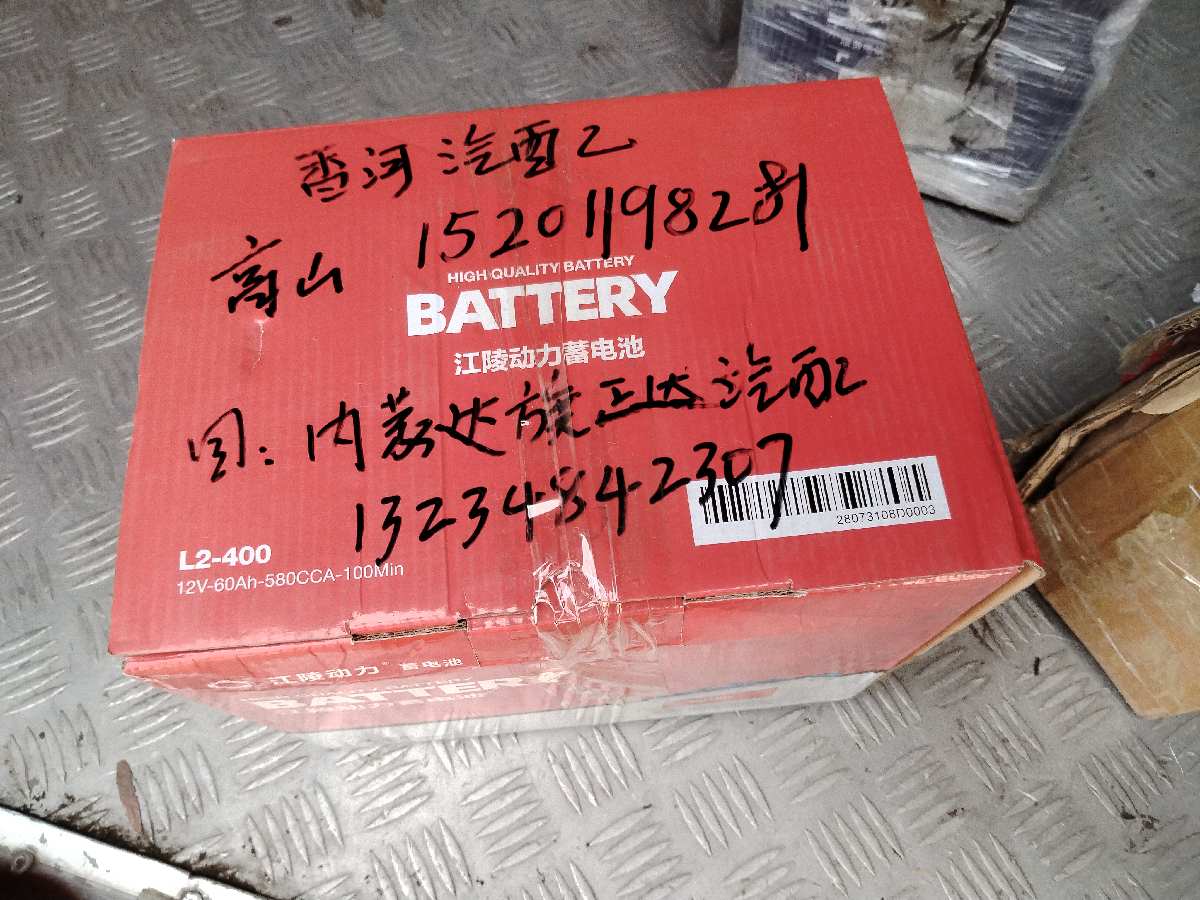 香河汽配
高山 15201198281
HIGH QUALITY BATTERY
BATTERY
江陵动力蓄电池
回：内蒙达旗正达汽配
13234842307
28073108D0003
L2-400
12V-60Ah-580CCA-100Min
江陵动力® 蓄电池
BATTERY